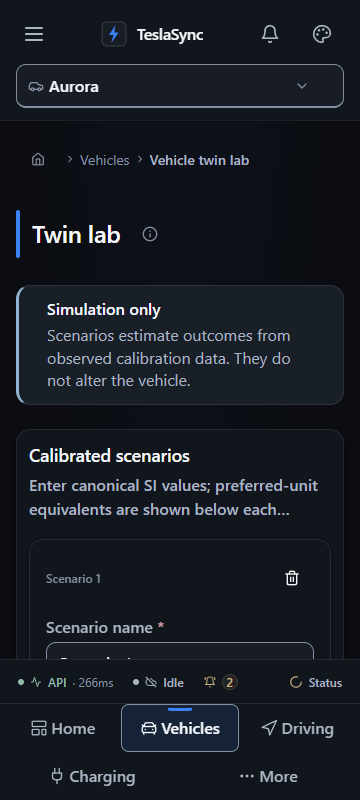 TeslaSync
Aurora
Vehicles
Vehicle twin lab
Twin lab
Simulation only
Scenarios estimate outcomes from
observed calibration data. They do
not alter the vehicle.
Calibrated scenarios
Enter canonical SI values; preferred-unit
equivalents are shown below each...
Scenario 1
Scenario name *
API · 266ms
Idle
2
Status
Home
Vehicles
Driving
Charging
More